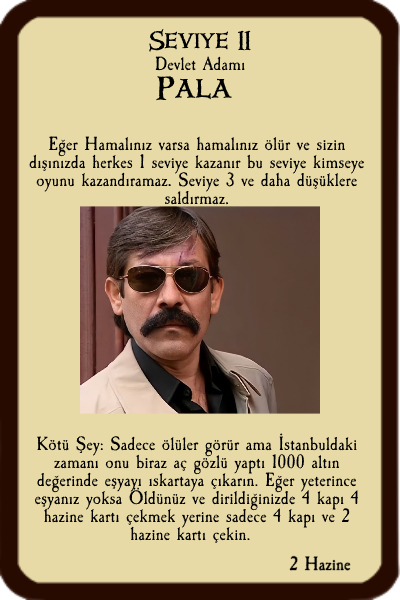 SEVIYE 11
Devlet Adamı
PALA
Eğer Hamalınız varsa hamalınız ölür ve sizin
dışınızda herkes 1 seviye kazanır bu seviye kimseye
oyunu kazandıramaz. Seviye 3 ve daha düşüklere
saldırmaz.
Kötü Şey: Sadece ölüler görür ama İstanbuldaki
zamanı onu biraz aç gözlü yaptı 1000 altın
değerinde eşyayı ıskartaya çıkarın. Eğer yeterince
eşyanız yoksa Öldünüz ve dirildiğinizde 4 kapı 4
hazine kartı çekmek yerine sadece 4 kapı ve 2
hazine kartı çekin.
2 Hazine